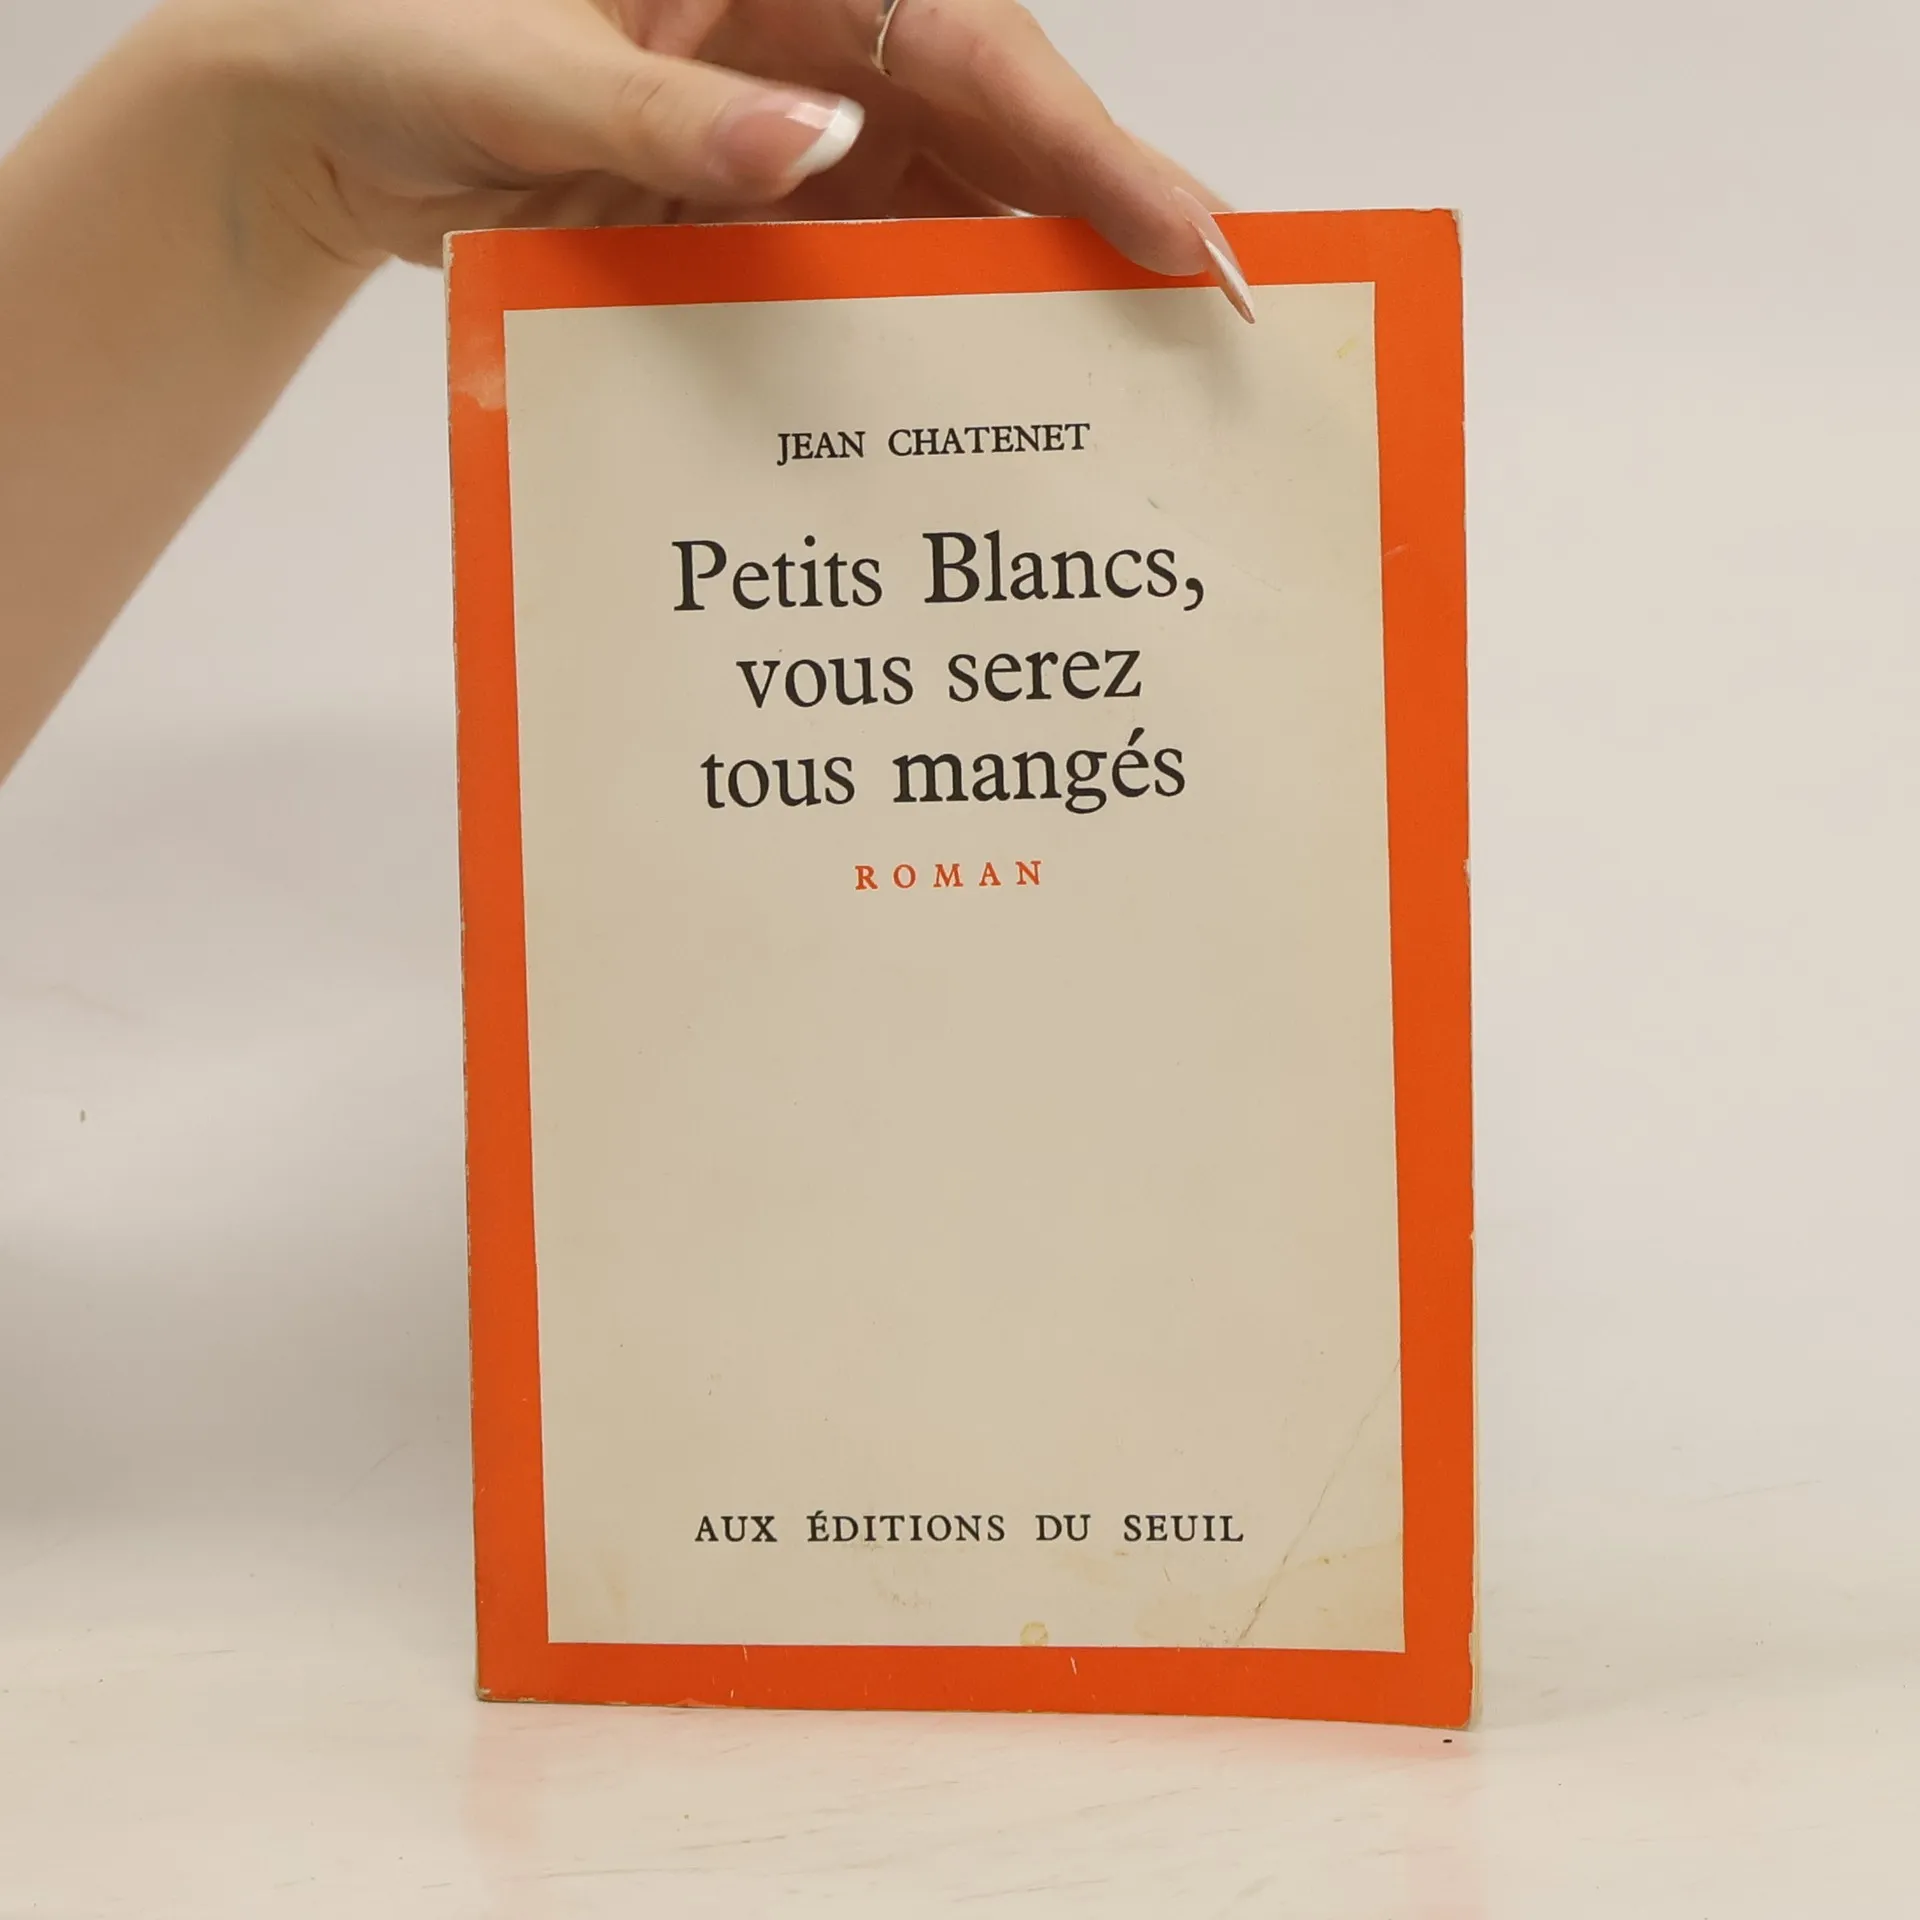 JEAN CHATENET
Petits Blancs,
vous serez
tous mangés
ROMAN
AUX ÉDITIONS DU SEUIL